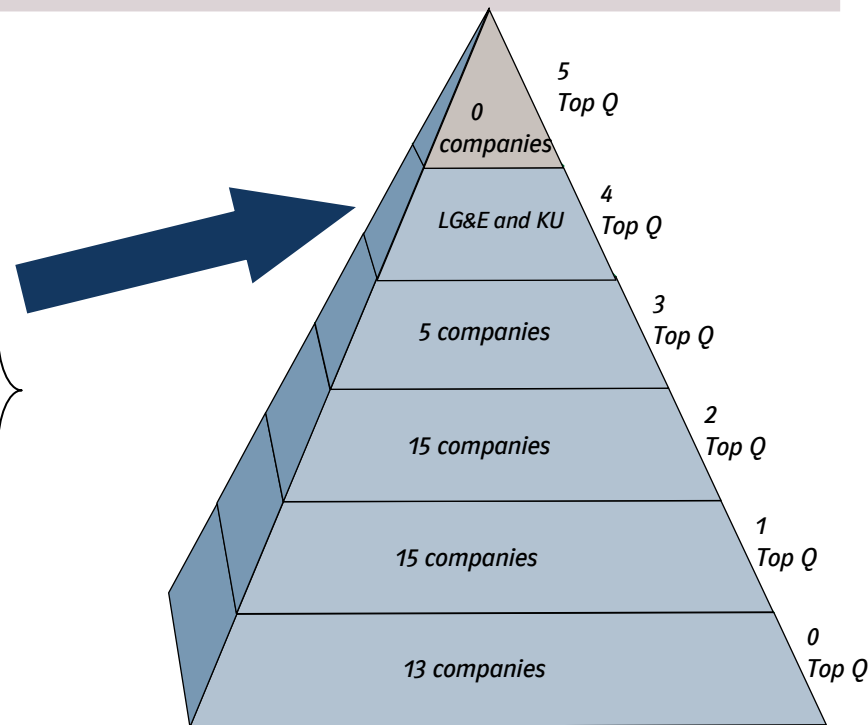 5
Top Q
0
companies
4
Top Q
LG&E and KU
3
Top Q
5 companies
2
Top Q
15 companies
1
Top Q
15 companies
0
Top Q
13 companies